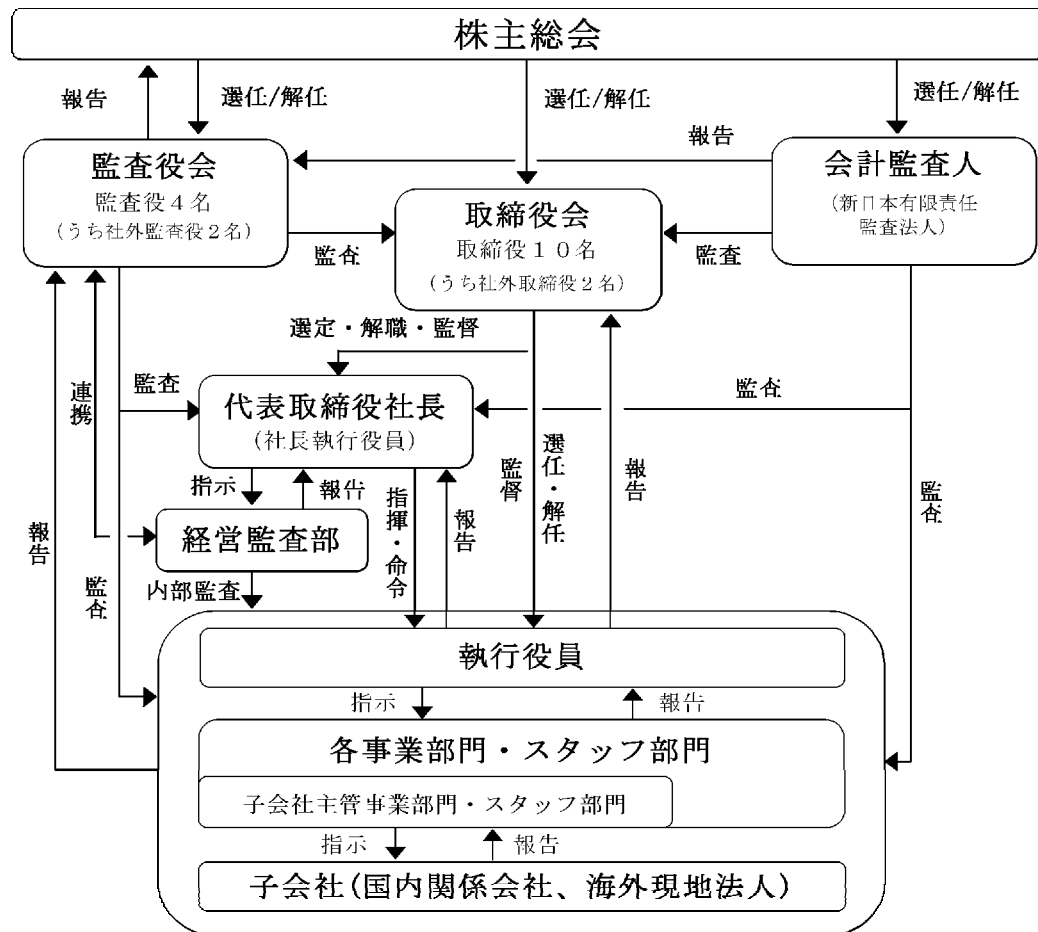 株主総会
報告
選任/解任
選任/解任
選任/解任
監査役会
監査役4名
(うち社外監査役2名)
報告
会計監査人
(新日本有限責任
監査法人)
取締役会
取締役10名
(うち社外取締役2名)
監査
監査
選定・解職・監督
連携
監査
代表取締役社長
(社長執行役員)
監査
指示
報告
経営監査部
内部監査
指揮・命令
報告
監督
選任・解任
報告
監査
報告
監査
執行役員
指示
報告
各事業部門・スタッフ部門
子会社主管事業部門・スタッフ部門
指示
報告
子会社(国内関係会社、海外現地法人)